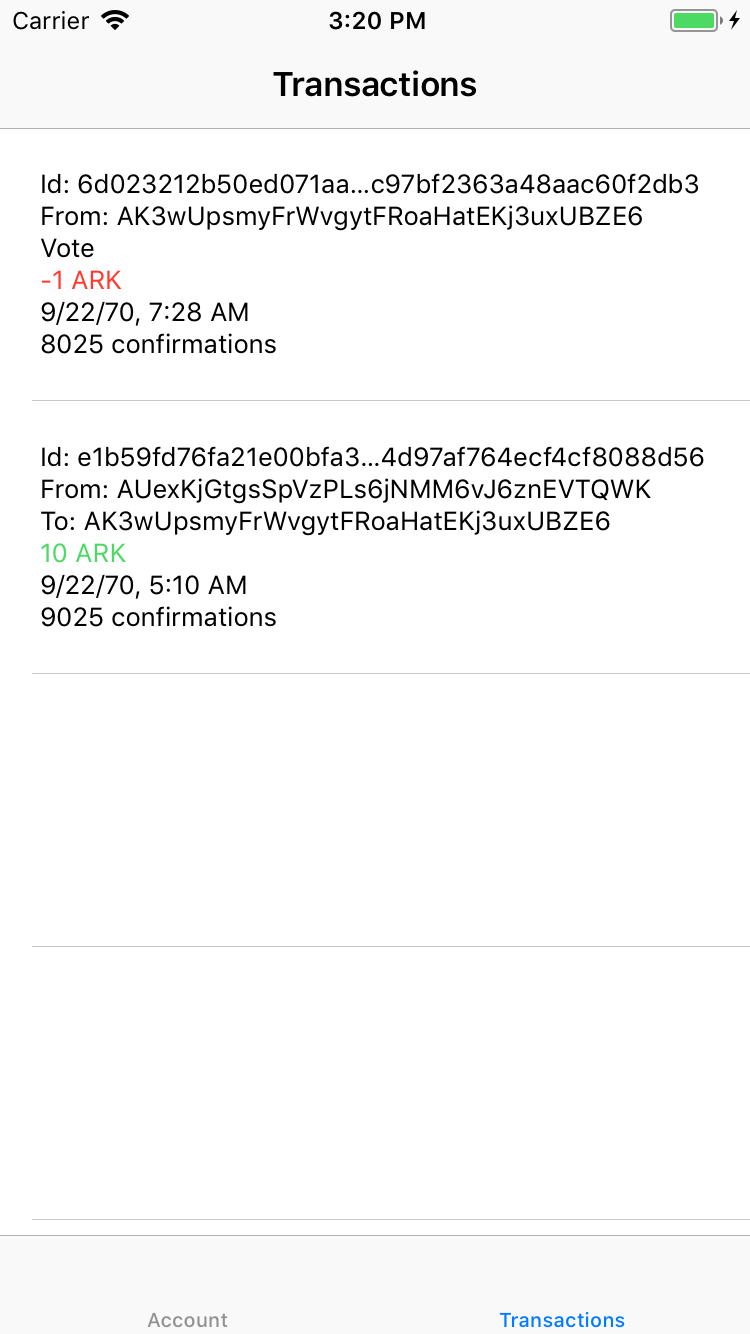 Carrier 3:20 PM
Transactions
Id: 6d023212b50ed071aa...c97bf2363a48aac60f2db3
From: AK3wUpsmyFrWvgytFRoaHatEKj3uxUBZE6
Vote
-1 ARK
9/22/70, 7:28 AM
8025 confirmations
Id: e1b59fd76fa21e00bfa3...4d97af764ecf4cf8088d56
From: AUexKjGtgsSpVzPLs6jNMM6vJ6znEVTQWK
To: AK3wUpsmyFrWvgytFRoaHatEKj3uxUBZE6
10 ARK
9/22/70, 5:10 AM
9025 confirmations
Account Transactions